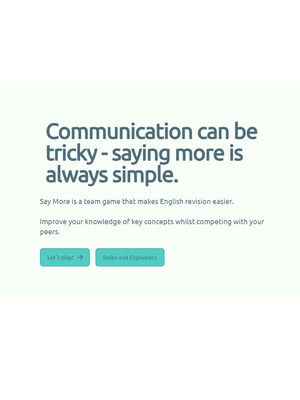 Communication can be
tricky - saying more is
always simple.
Say More is a team game that makes English revision easier.
Improve your knowledge of key concepts whilst competing with your
peers.
Let's play! →
Rules and Explainers